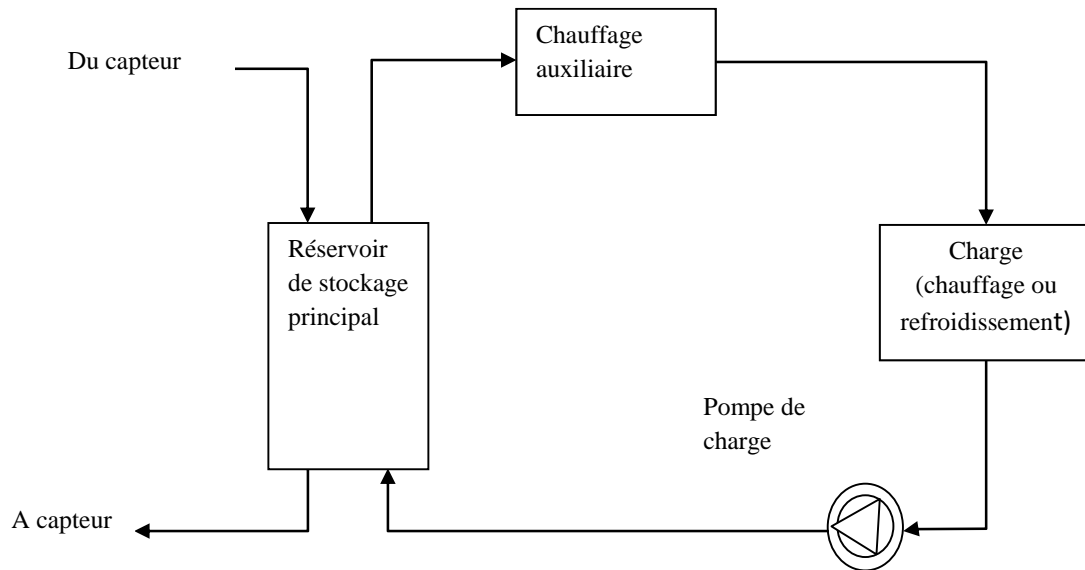 Chauffage
auxiliaire
Du capteur
Réservoir
de stockage
principal
Charge
(chauffage ou
refroidissement)
Pompe de
charge
A capteur